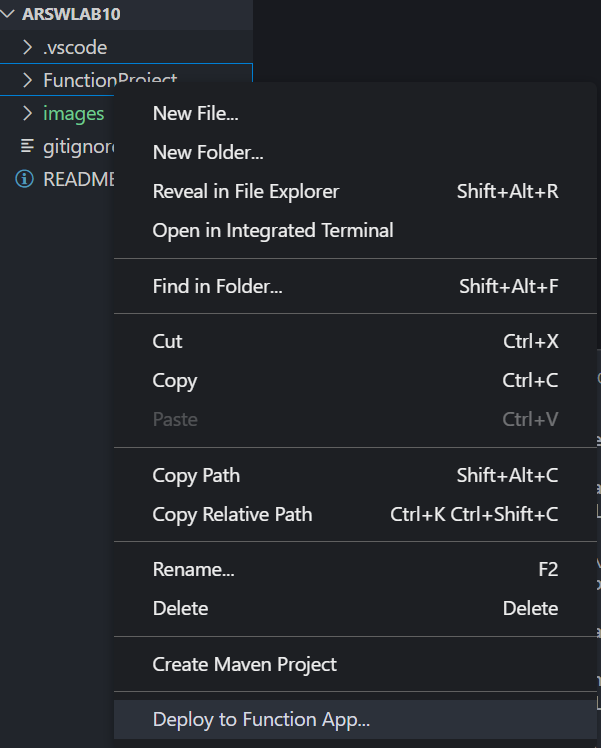 ARSWLAB10
.vscode
FunctionProject
images
gitignore
README
New File...
New Folder...
Reveal in File Explorer Shift+Alt+R
Open in Integrated Terminal
Find in Folder... Shift+Alt+F
Cut Ctrl+X
Copy Ctrl+C
Paste Ctrl+V
Copy Path Shift+Alt+C
Copy Relative Path Ctrl+K Ctrl+Shift+C
Rename... F2
Delete Delete
Create Maven Project
Deploy to Function App...